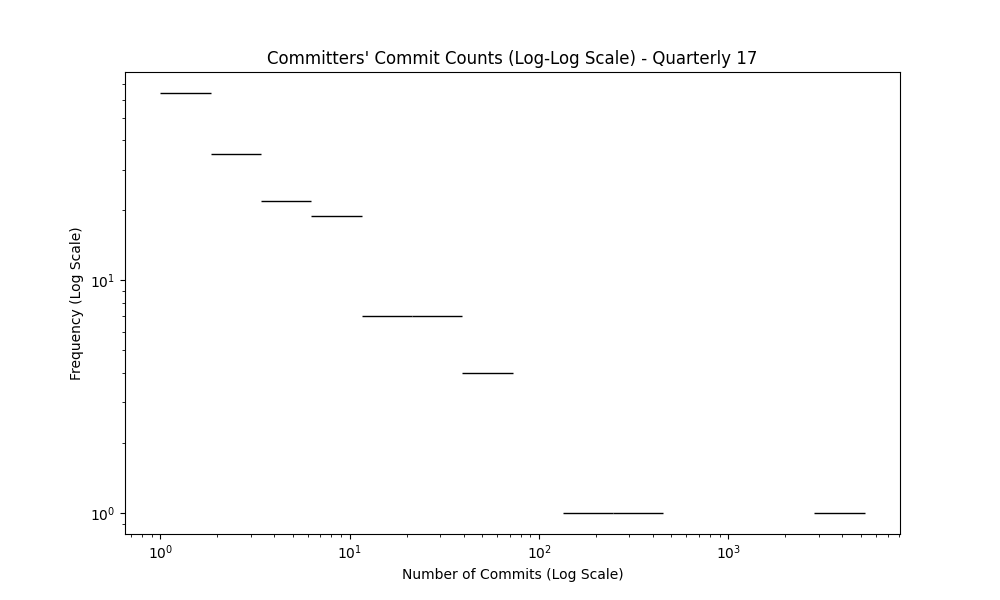 Committers' Commit Counts (Log-Log Scale) - Quarterly 17
Frequency (Log Scale)
10¹
10⁰
10⁰ 10¹ 10² 10³
Number of Commits (Log Scale)